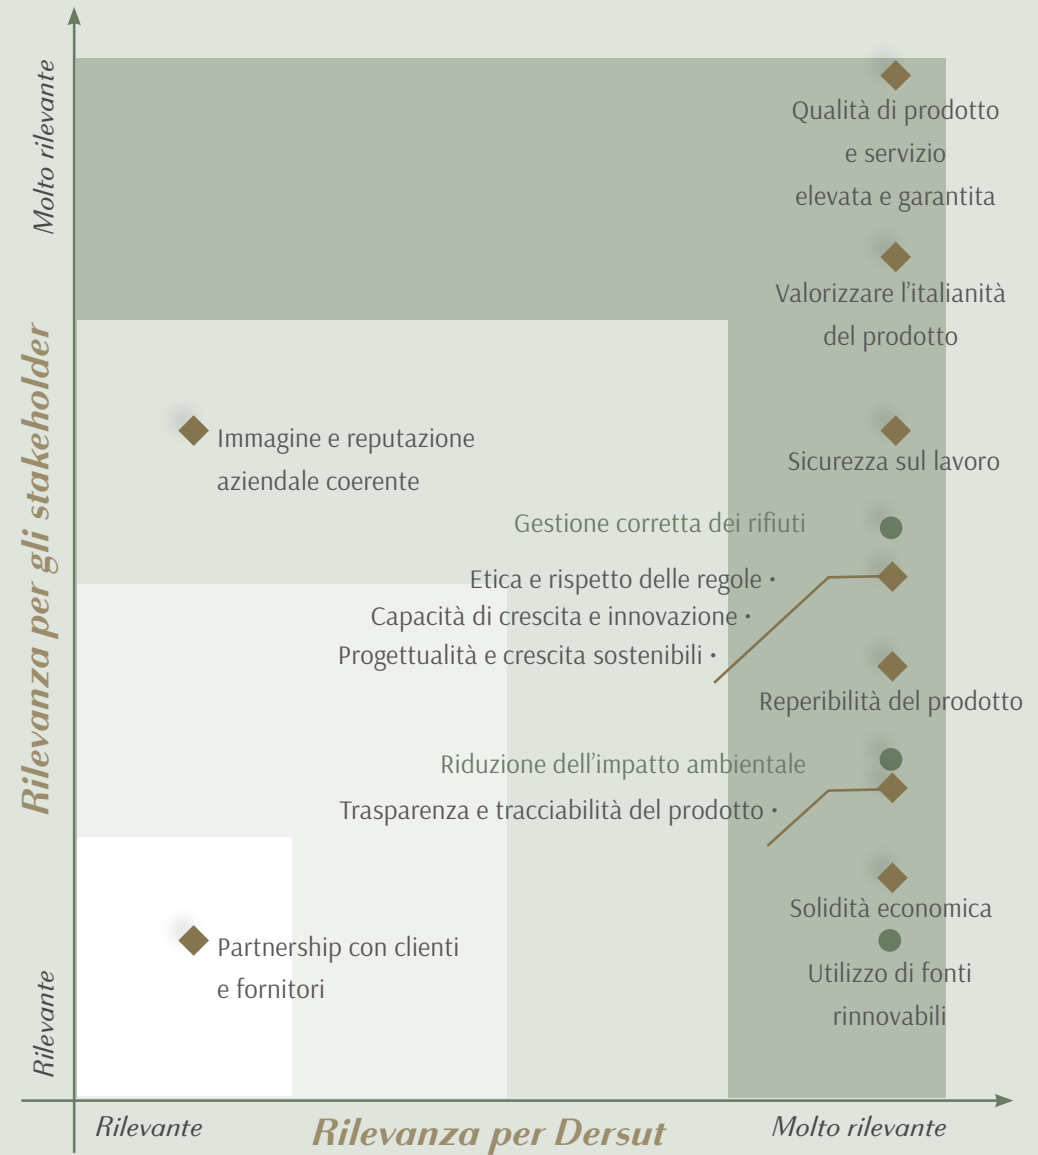 Molto rilevante
Rilevanza per gli stakeholder
Rilevante
Qualità di prodotto
e servizio
elevata e garantita
Valorizzare l'italianità
del prodotto
Immagine e reputazione
aziendale coerente
Sicurezza sul lavoro
Gestione corretta dei rifiuti
Etica e rispetto delle regole •
Capacità di crescita e innovazione •
Progettualità e crescita sostenibili •
Reperibilità del prodotto
Riduzione dell'impatto ambientale
Trasparenza e tracciabilità del prodotto •
Solidità economica
Partnership con clienti
e fornitori
Utilizzo di fonti
rinnovabili
Rilevante
Rilevanza per Dersut
Molto rilevante